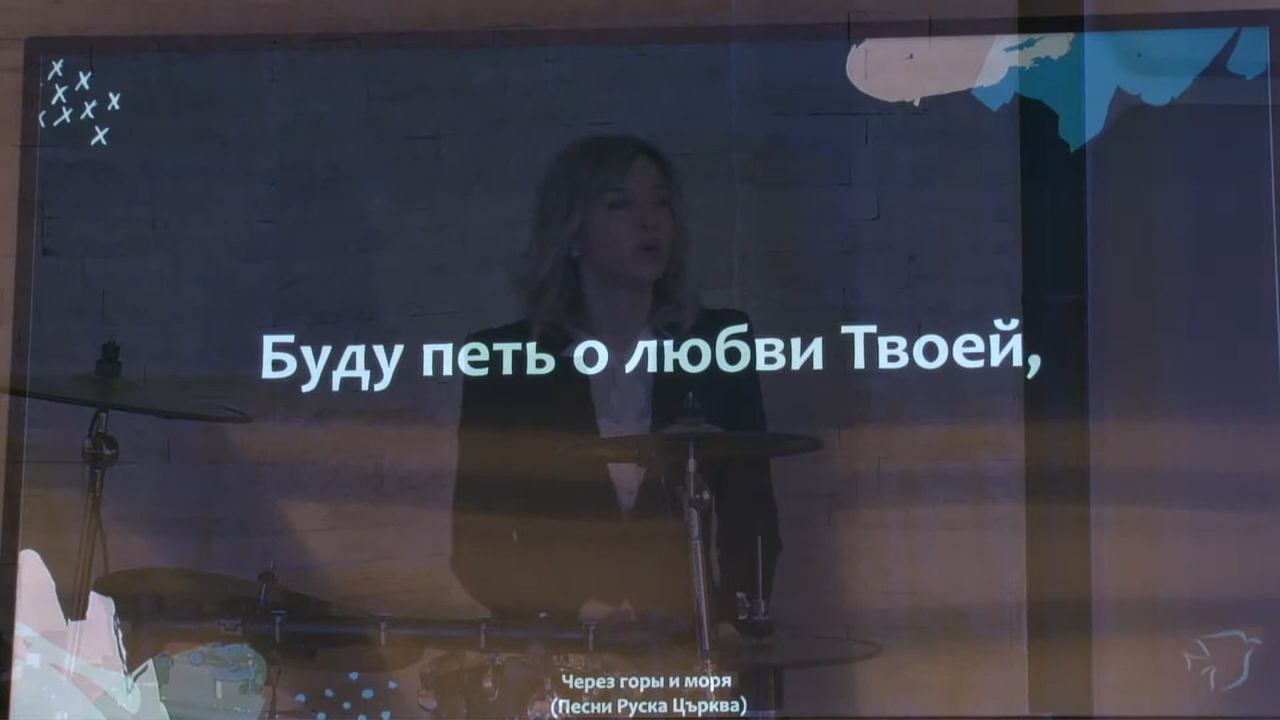 Буду петь о любви Твоей,
Через горы и моря
(Песни Руска Църква)